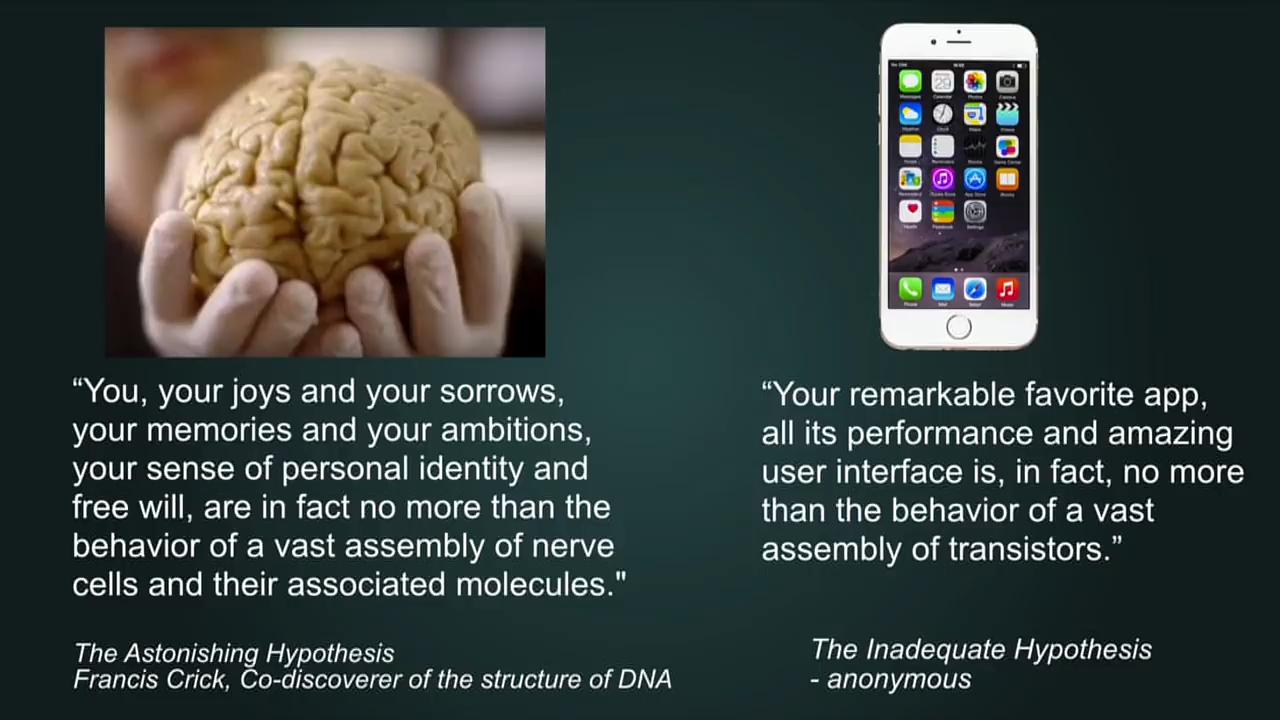 “You, your joys and your sorrows,
your memories and your ambitions,
your sense of personal identity and
free will, are in fact no more than the
behavior of a vast assembly of nerve
cells and their associated molecules."
The Astonishing Hypothesis
Francis Crick, Co-discoverer of the structure of DNA
29
“Your remarkable favorite app,
all its performance and amazing
user interface is, in fact, no more
than the behavior of a vast
assembly of transistors.”
The Inadequate Hypothesis
- anonymous